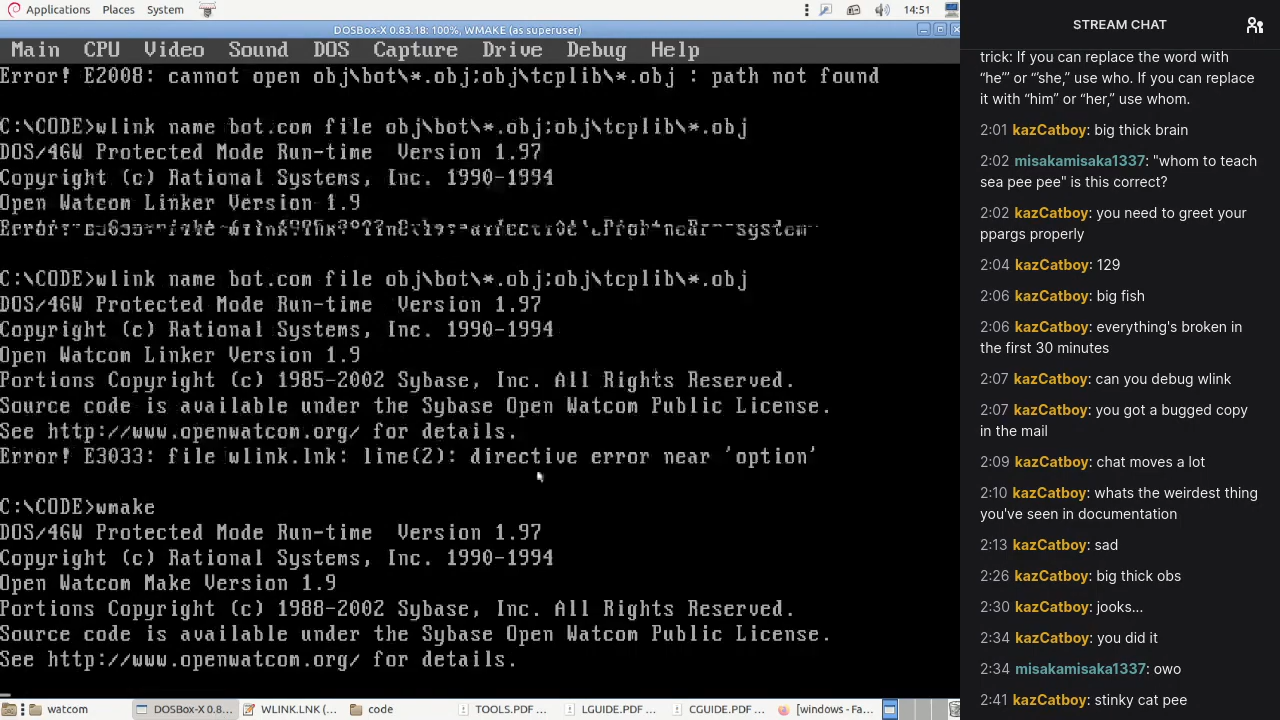 Applications Places System 14:51
DOSBox-X 0.83.18: 100%, WMAKE (as superuser)
Main CPU Video Sound DOS Capture Drive Debug Help
Error! E2008: cannot open obj\bot\*.obj;obj\tcplib\*.obj : path not found
C:\CODE>wlink name bot.com file obj\bot\*.obj;obj\tcplib\*.obj
DOS/4GW Protected Mode Run-time Version 1.97
Copyright (c) Rational Systems, Inc. 1990-1994
Open Watcom Linker Version 1.9
C:\CODE>wlink name bot.com file obj\bot\*.obj;obj\tcplib\*.obj
DOS/4GW Protected Mode Run-time Version 1.97
Copyright (c) Rational Systems, Inc. 1990-1994
Open Watcom Linker Version 1.9
Portions Copyright (c) 1985-2002 Sybase, Inc. All Rights Reserved.
Source code is available under the Sybase Open Watcom Public License.
See http://www.openwatcom.org/ for details.
Error! E3033: file wlink.lnk: line(2): directive error near 'option'
C:\CODE>wmake
DOS/4GW Protected Mode Run-time Version 1.97
Copyright (c) Rational Systems, Inc. 1990-1994
Open Watcom Make Version 1.9
Portions Copyright (c) 1988-2002 Sybase, Inc. All Rights Reserved.
Source code is available under the Sybase Open Watcom Public License.
See http://www.openwatcom.org/ for details.
watcom DOSBox-X 0.8... WLINK.LNK (... code TOOLS.PDF ... LGUIDE.PDF ... CGUIDE.PDF ... [windows - Fa...
STREAM CHAT
trick: If you can replace the word with
“he’” or “’she,” use who. If you can replace
it with “him” or “her,” use whom.
2:01 kazCatboy: big thick brain
2:02 misakamisaka1337: "whom to teach
sea pee pee" is this correct?
2:02 kazCatboy: you need to greet your
ppargs properly
2:04 kazCatboy: 129
2:06 kazCatboy: big fish
2:06 kazCatboy: everything's broken in
the first 30 minutes
2:07 kazCatboy: can you debug wlink
2:07 kazCatboy: you got a bugged copy
in the mail
2:09 kazCatboy: chat moves a lot
2:10 kazCatboy: whats the weirdest thing
you've seen in documentation
2:13 kazCatboy: sad
2:26 kazCatboy: big thick obs
2:30 kazCatboy: jooks...
2:34 kazCatboy: you did it
2:34 misakamisaka1337: owo
2:41 kazCatboy: stinky cat pee